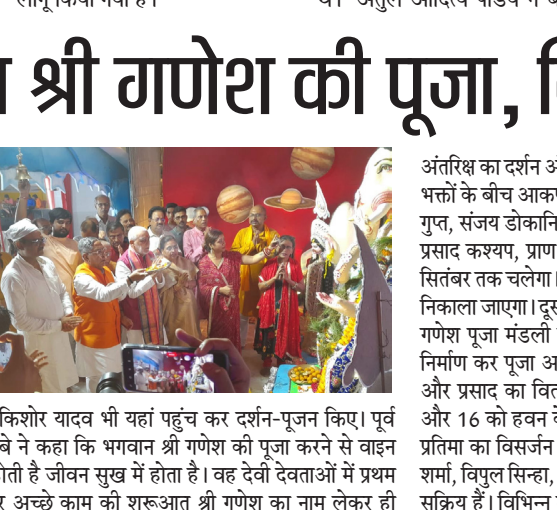 लागू किया गया है।
श्री गणेश की पूजा,
किशोर यादव भी यहां पहुंच कर दर्शन-पूजन किए। पूर्व
ने कहा कि भगवान श्री गणेश की पूजा करने से वाइन
होती है जीवन सुख में होता है। वह देवी देवताओं में प्रथम
अच्छे काम की शुरूआत श्री गणेश का नाम लेकर ही
अंतरिक्ष का दर्शन
भक्तों के बीच
गुप्त, संजय
प्रसाद कश्यप,
सितंबर तक चलेगा।
निकाला जाएगा।
गणेश पूजा मंडली
निर्माण कर पूजा
और प्रसाद का
और 16 को हवन
प्रतिमा का विसर्जन
शर्मा, विपुल सिन्हा,
सक्रिय हैं। विभिन्न